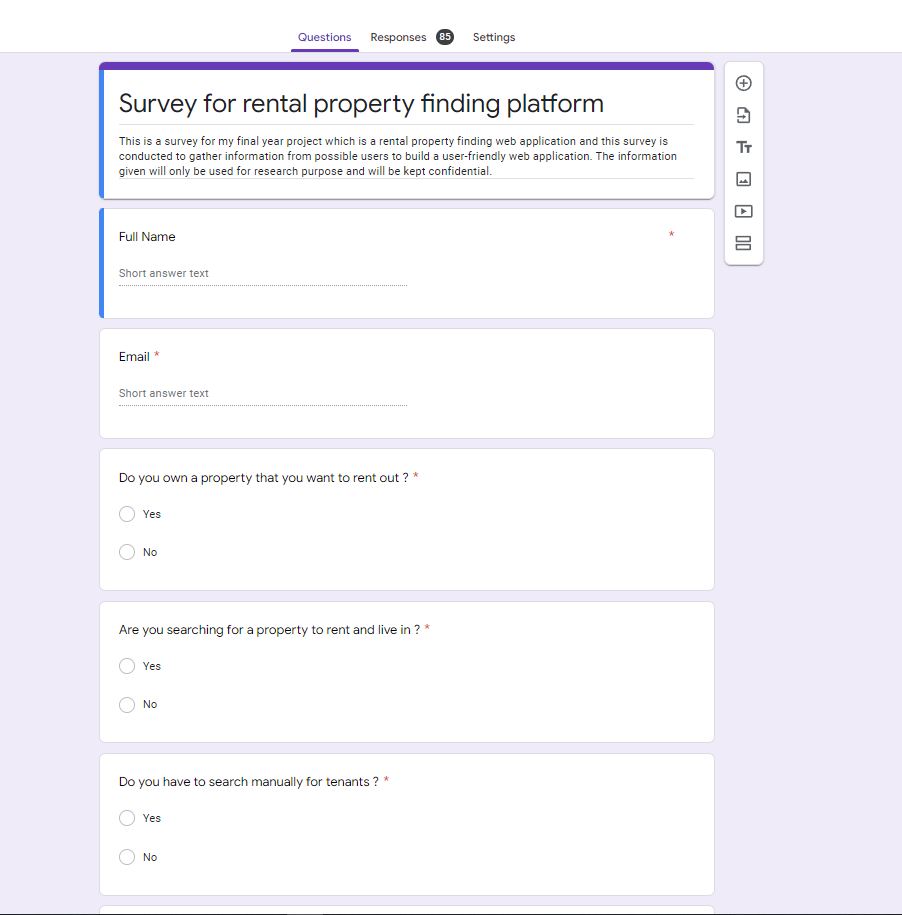 Questions Responses 85 Settings
Survey for rental property finding platform
This is a survey for my final year project which is a rental property finding web application and this survey is
conducted to gather information from possible users to build a user-friendly web application. The information
given will only be used for research purpose and will be kept confidential.
Full Name *
Short answer text
Email *
Short answer text
Do you own a property that you want to rent out ? *
Yes
No
Are you searching for a property to rent and live in ? *
Yes
No
Do you have to search manually for tenants ? *
Yes
No